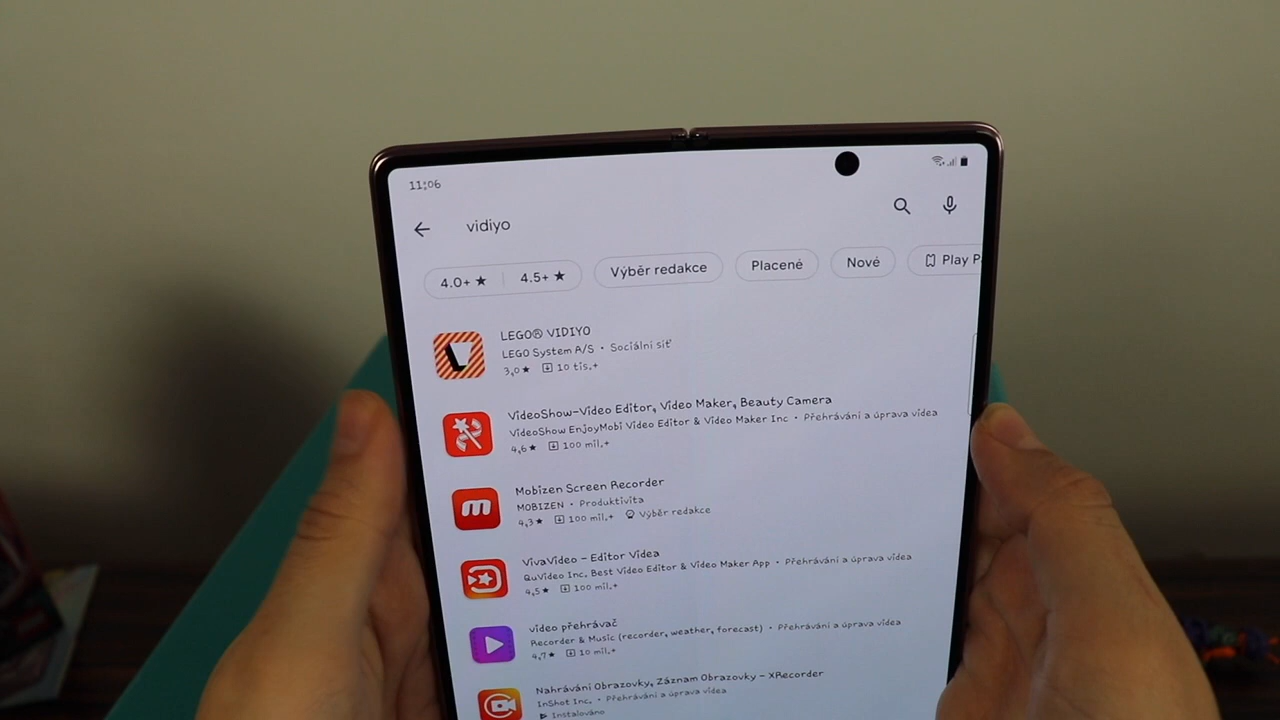 11:06
vidiyo
4.0+ ★ 4.5+ ★ Výběr redakce Placené Nové Play P
LEGO® VIDIYO
LEGO System A/S • Sociální síť
3,0★ 10 tis.+
VideoShow-Video Editor, Video Maker, Beauty Camera
VideoShow EnjoyMobi Video Editor & Video Maker Inc • Přehrávání a úprava videa
4,6★ 100 mil.+
Mobizen Screen Recorder
MOBIZEN • Produktivita
4,3★ 100 mil.+ Výběr redakce
VivaVideo - Editor Videa
QuVideo Inc. Best Video Editor & Video Maker App • Přehrávání a úprava videa
4,5★ 100 mil.+
video přehrávač
Recorder & Music (recorder, weather, forecast) • Přehrávání a úprava videa
4,7★ 10 mil.+
Nahrávání Obrazovky, Záznam Obrazovky - XRecorder
InShot Inc. • Přehrávání a úprava videa
Instalováno